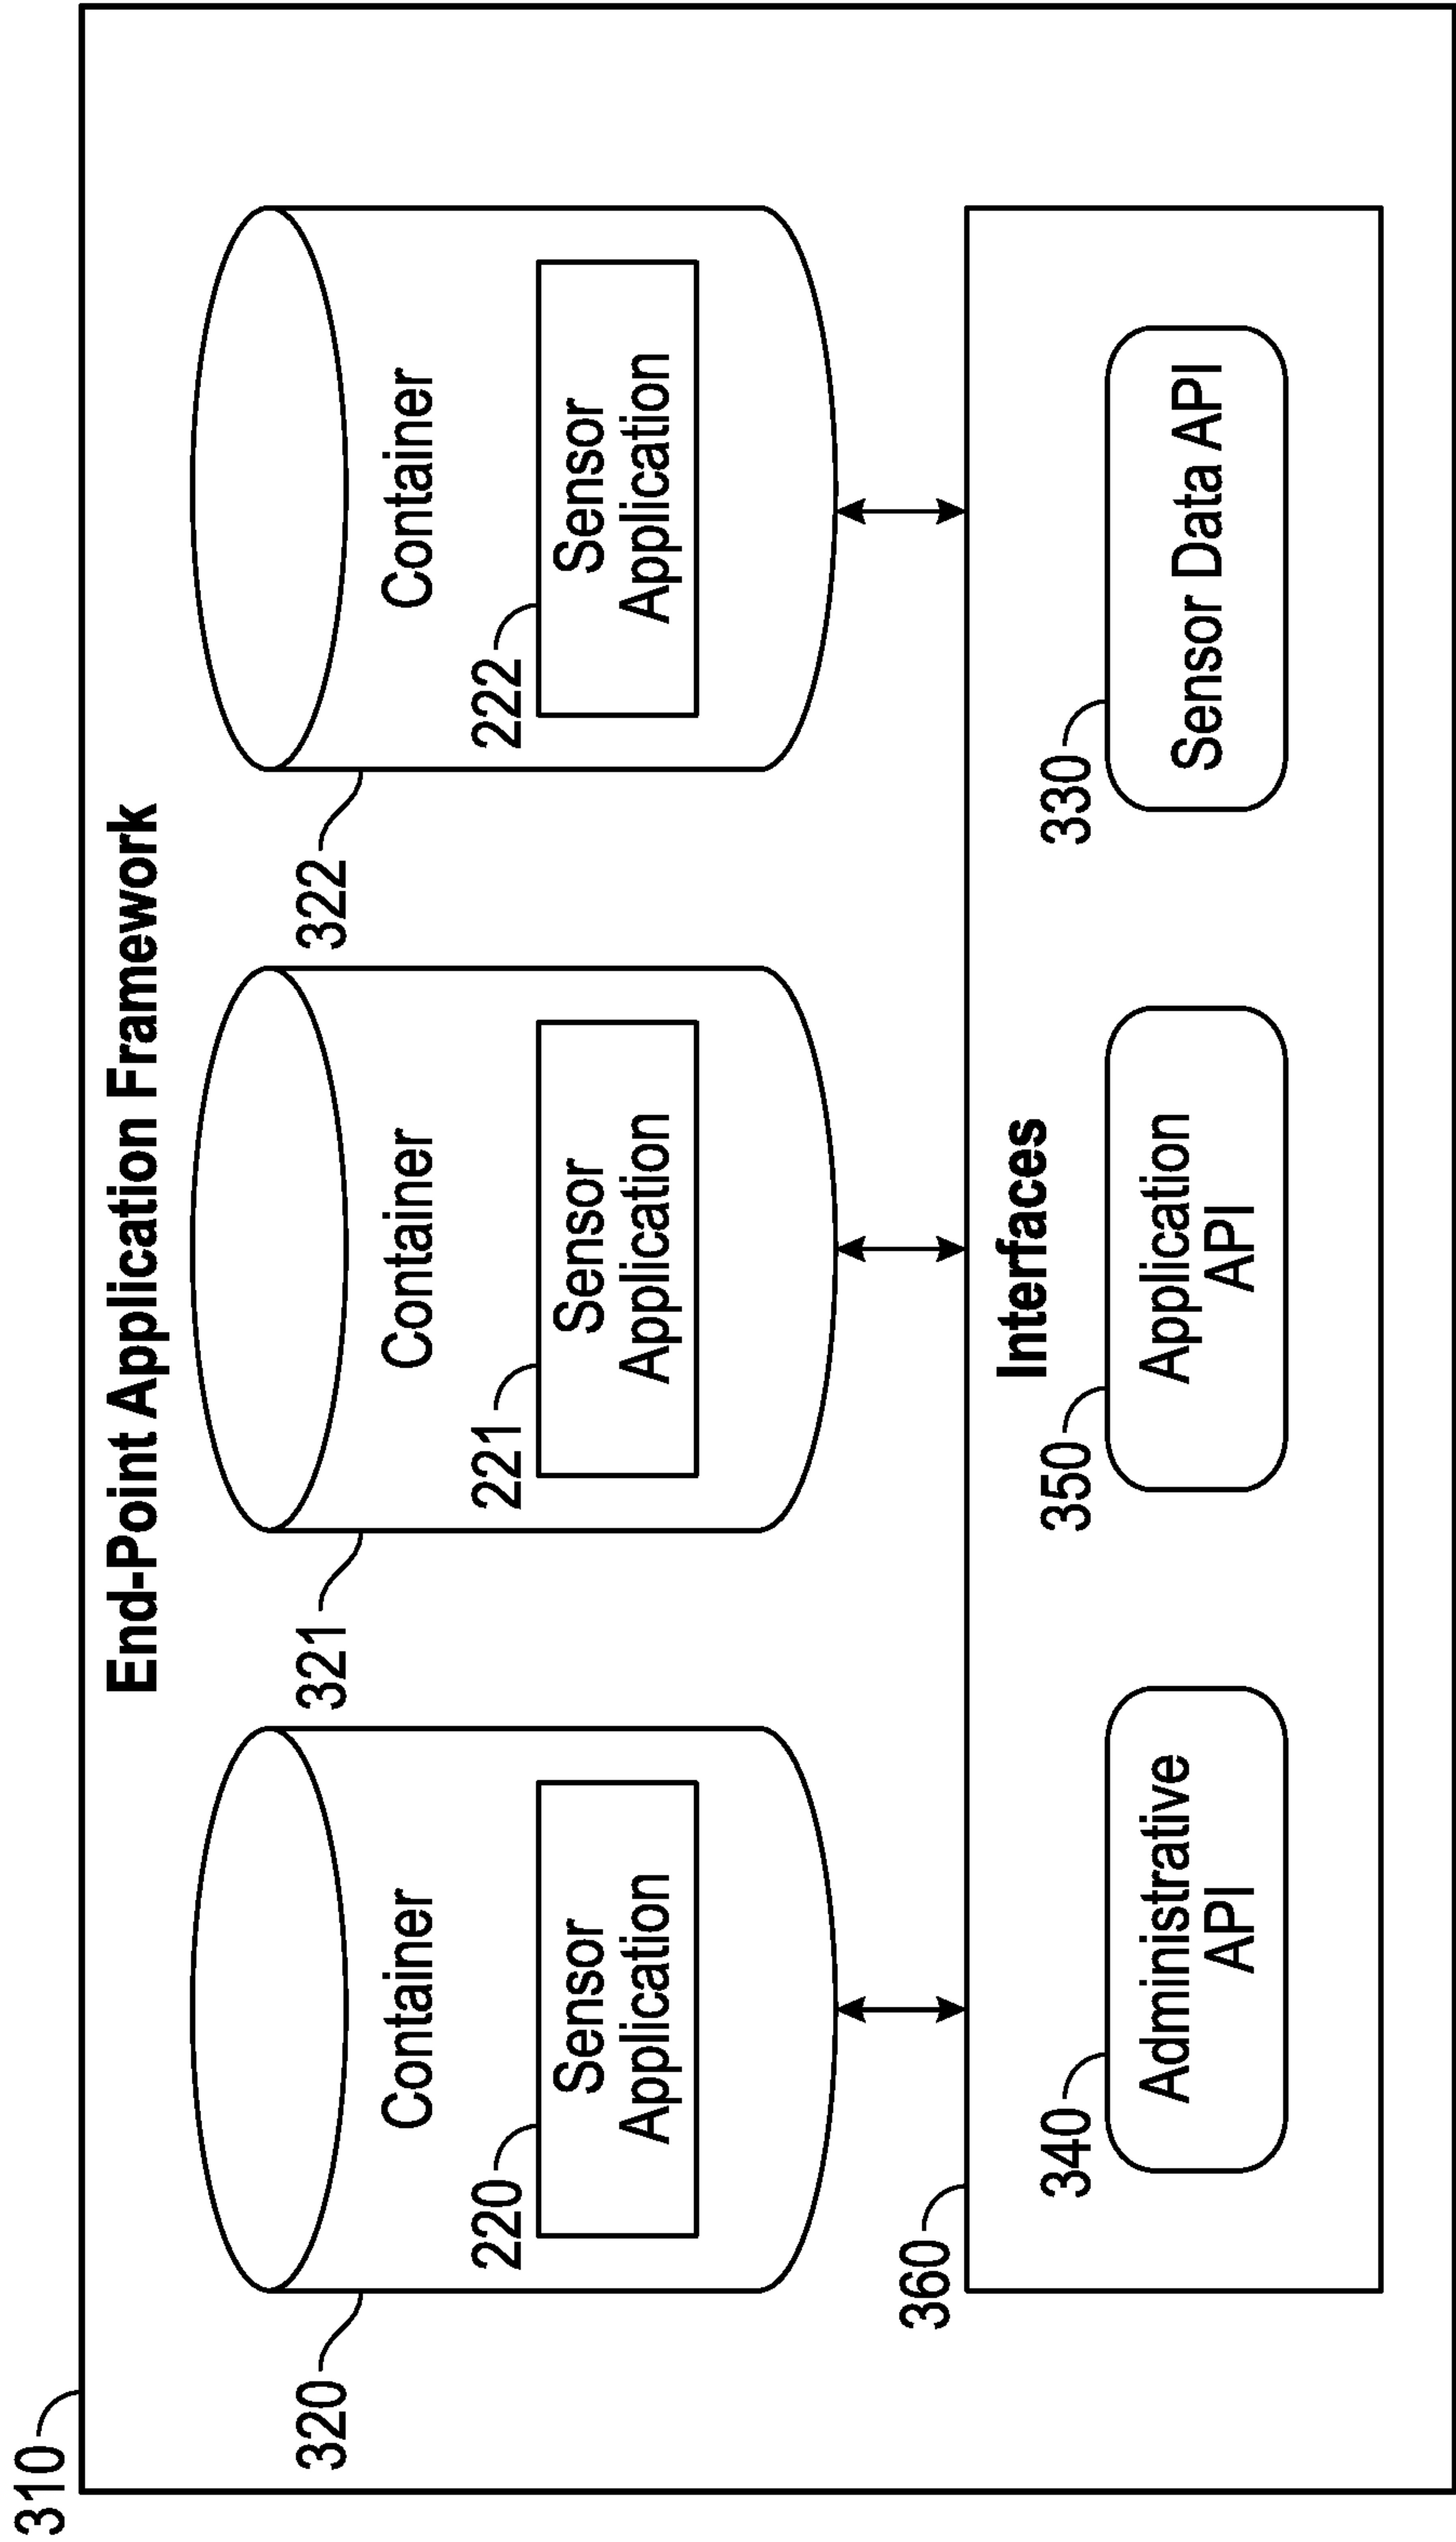 310
End-Point Application Framework
320
Container
220
Sensor
Application
321
Container
221
Sensor
Application
322
Container
222
Sensor
Application
360
Interfaces
340
Administrative
API
350
Application
API
330
Sensor Data API